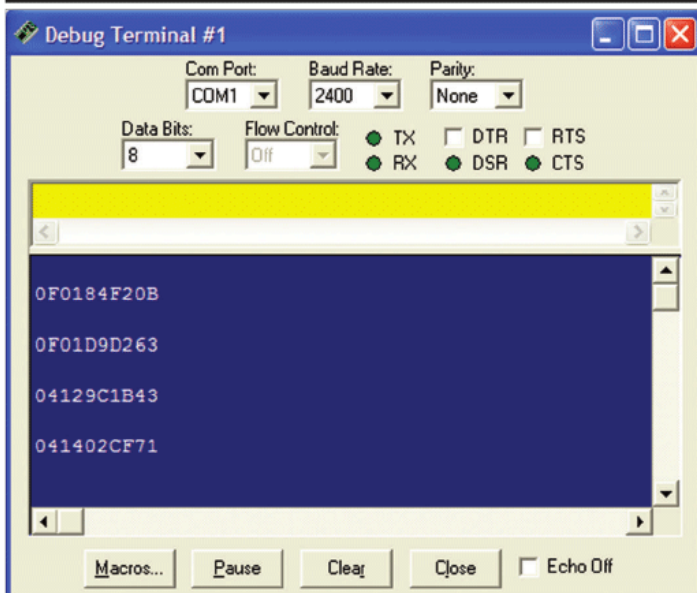 Debug Terminal #1
Com Port: Baud Rate: Parity:
COM1 2400 None
Data Bits: Flow Control: TX DTR RTS
8 Off RX DSR CTS
0F0184F20B
0F01D9D263
04129C1B43
041402CF71
Macros... Pause Clear Close Echo Off